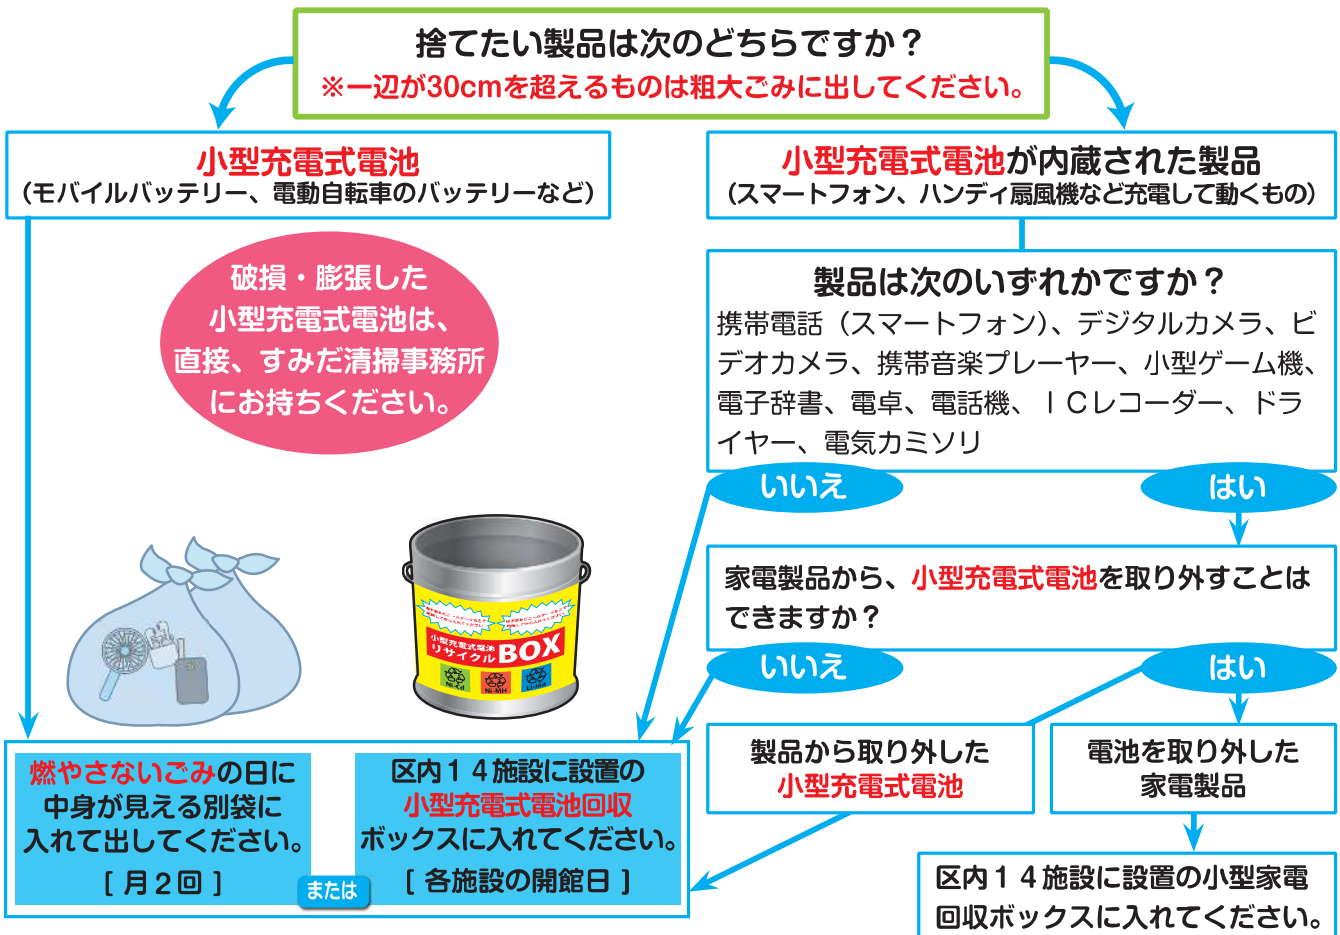 捨てたい製品は次のどちらですか？
※一辺が30cmを超えるものは粗大ごみに出してください。
小型充電式電池
（モバイルバッテリー、電動自転車のバッテリーなど）
小型充電式電池が内蔵された製品
（スマートフォン、ハンディ扇風機など充電して動くもの）
破損・膨張した
小型充電式電池は、
直接、すみだ清掃事務所
にお持ちください。
製品は次のいずれかですか？
携帯電話（スマートフォン）、デジタルカメラ、ビ
デオカメラ、携帯音楽プレーヤー、小型ゲーム機、
電子辞書、電卓、電話機、ＩＣレコーダー、ドラ
イヤー、電気カミソリ
いいえ
はい
家電製品から、小型充電式電池を取り外すことは
できますか？
いいえ
はい
小型充電式電池
リサイクルBOX
Ni-Cd
Ni-MH
Li-ion
製品から取り外した
小型充電式電池
電池を取り外した
家電製品
燃やさないごみの日に
中身が見える別袋に
入れて出してください。
[ 月２回 ]
または
区内１４施設に設置の
小型充電式電池回収
ボックスに入れてください。
[ 各施設の開館日 ]
区内１４施設に設置の小型家電
回収ボックスに入れてください。